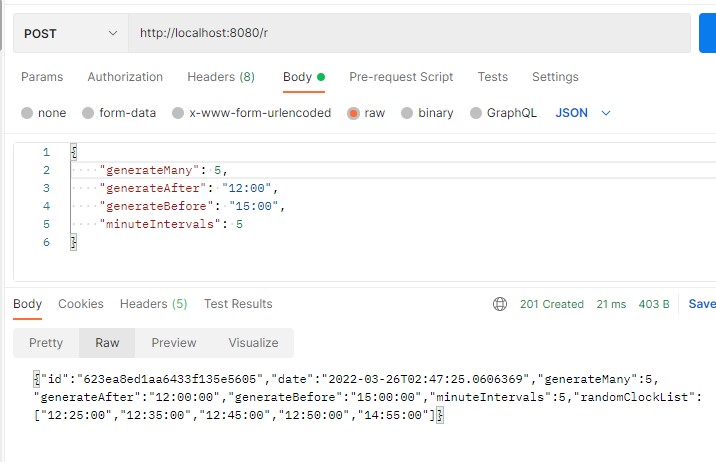 POST http://localhost:8080/r
Params Authorization Headers (8) Body Pre-request Script Tests Settings
none form-data x-www-form-urlencoded raw binary GraphQL JSON
1 {
2 "generateMany": 5,
3 "generateAfter": "12:00",
4 "generateBefore": "15:00",
5 "minuteIntervals": 5
6 }
Body Cookies Headers (5) Test Results 201 Created 21 ms 403 B Save
Pretty Raw Preview Visualize
{"id":"623ea8ed1aa6433f135e5605","date":"2022-03-26T02:47:25.0606369","generateMany":5,
"generateAfter":"12:00:00","generateBefore":"15:00:00","minuteIntervals":5,"randomClockList":
["12:25:00","12:35:00","12:45:00","12:50:00","14:55:00"]}